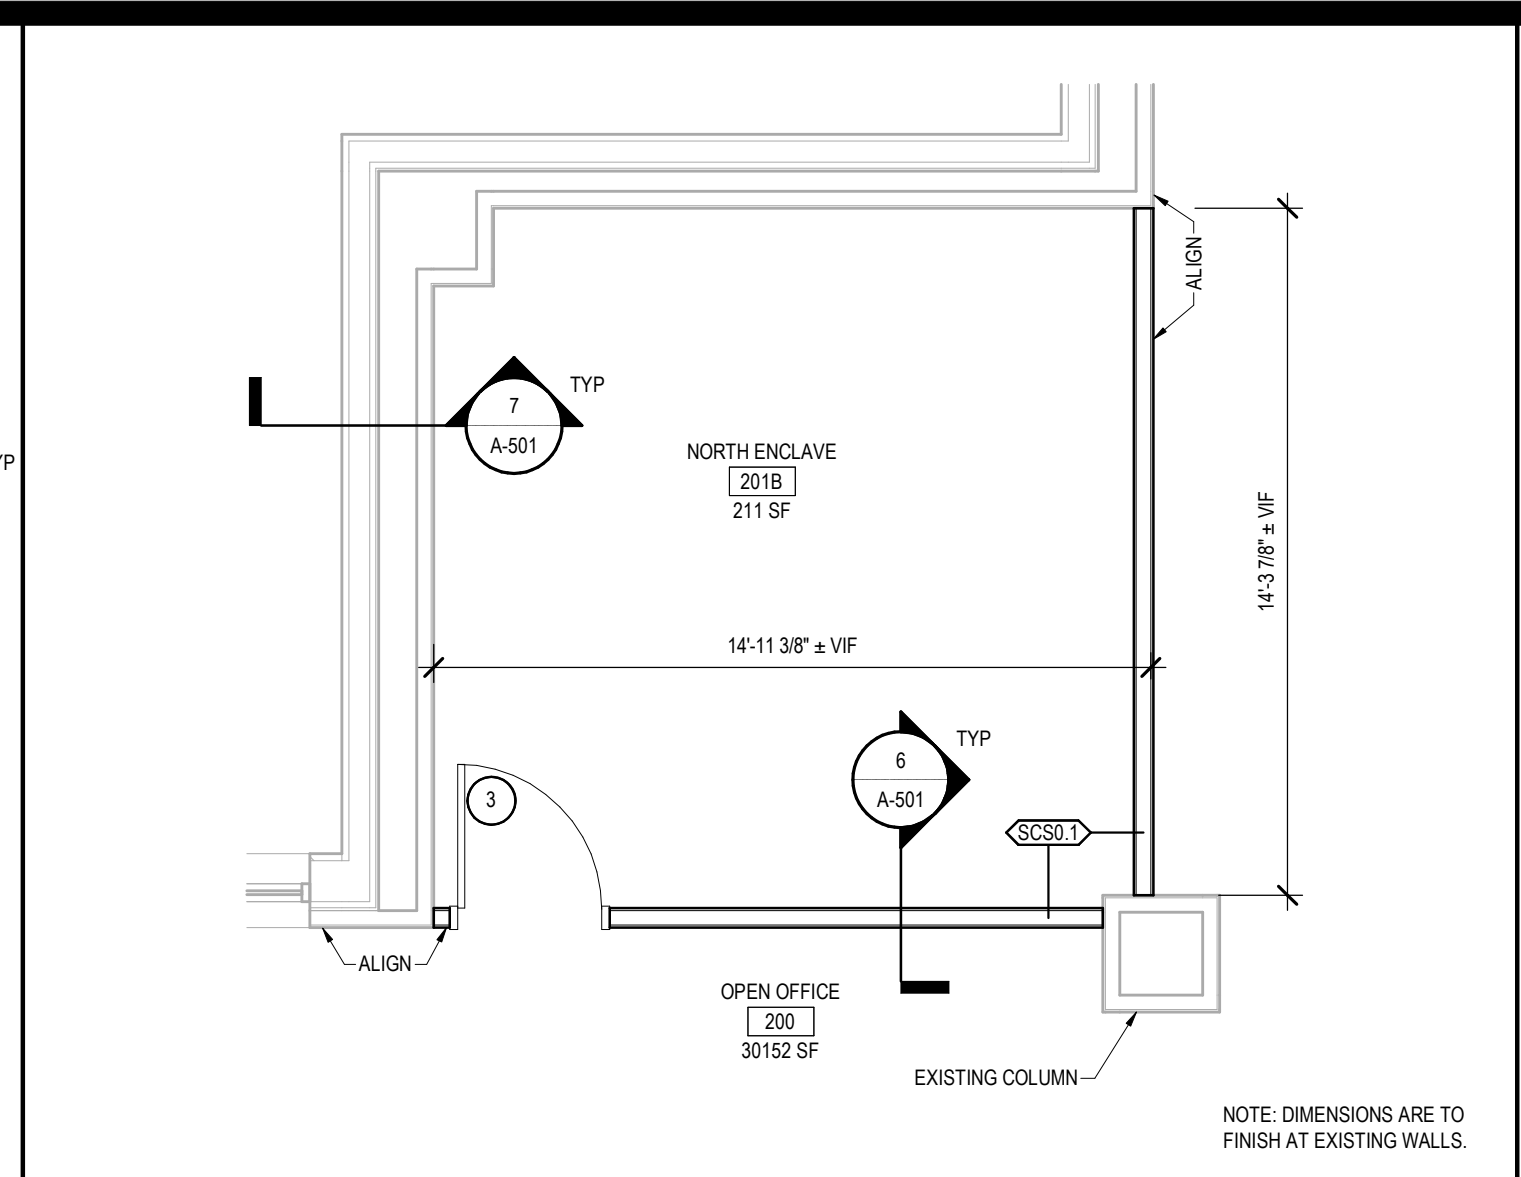 ALIGN
7
A-501
TYP
NORTH ENCLAVE
201B
211 SF
YP
14'-3 7/8" ± VIF
14'-11 3/8" ± VIF
6
A-501
TYP
3
SCS0.1
ALIGN
OPEN OFFICE
200
30152 SF
EXISTING COLUMN
NOTE: DIMENSIONS ARE TO
FINISH AT EXISTING WALLS.